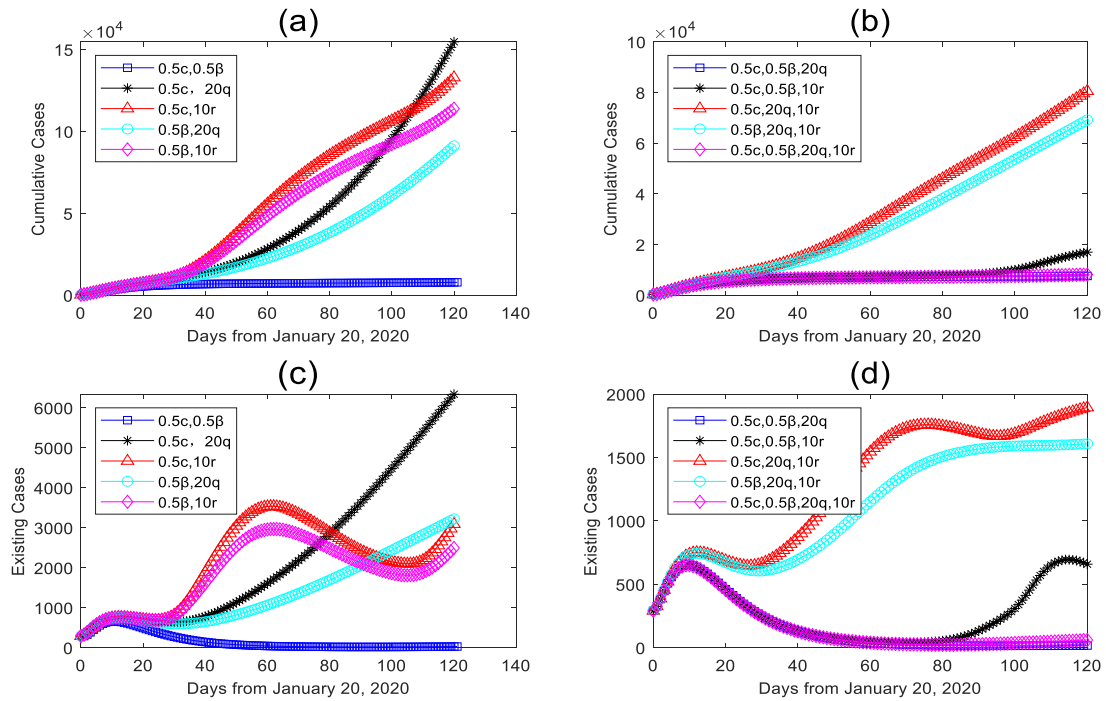 (a)
×10⁴
15
10
5
0
Cumulative Cases
0 20 40 60 80 100 120 140
Days from January 20, 2020
0.5c,0.5β
0.5c，20q
0.5c,10r
0.5β,20q
0.5β,10r
(b)
×10⁴
10
8
6
4
2
0
Cumulative Cases
0 20 40 60 80 100 120
Days from January 20, 2020
0.5c,0.5β,20q
0.5c,0.5β,10r
0.5c,20q,10r
0.5β,20q,10r
0.5c,0.5β,20q,10r
(c)
6000
5000
4000
3000
2000
1000
0
Existing Cases
0 20 40 60 80 100 120 140
Days from January 20, 2020
0.5c,0.5β
0.5c，20q
0.5c,10r
0.5β,20q
0.5β,10r
(d)
2000
1500
1000
500
0
Existing Cases
0 20 40 60 80 100 120
Days from January 20, 2020
0.5c,0.5β,20q
0.5c,0.5β,10r
0.5c,20q,10r
0.5β,20q,10r
0.5c,0.5β,20q,10r